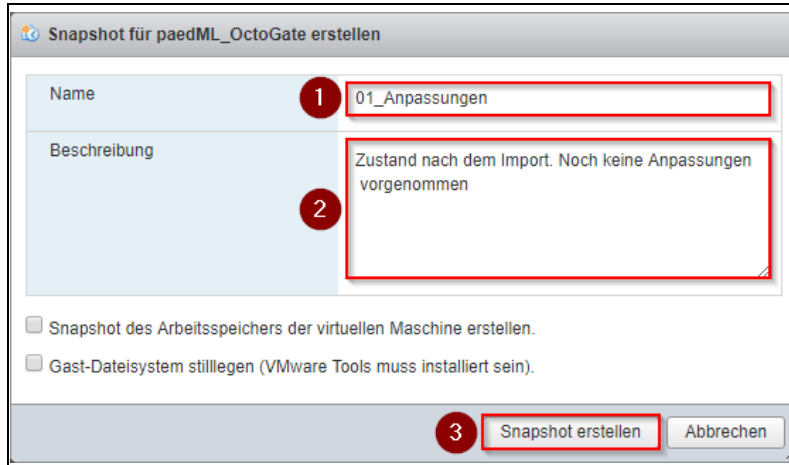 Snapshot für paedML_OctoGate erstellen
Name
1
01_Anpassungen
Beschreibung
2
Zustand nach dem Import. Noch keine Anpassungen
vorgenommen
Snapshot des Arbeitsspeichers der virtuellen Maschine erstellen.
Gast-Dateisystem stilllegen (VMware Tools muss installiert sein).
3 Snapshot erstellen Abbrechen